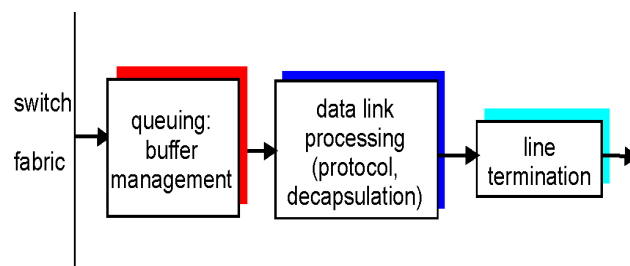 switch
fabric
queuing:
buffer
management
data link
processing
(protocol,
decapsulation)
line
termination